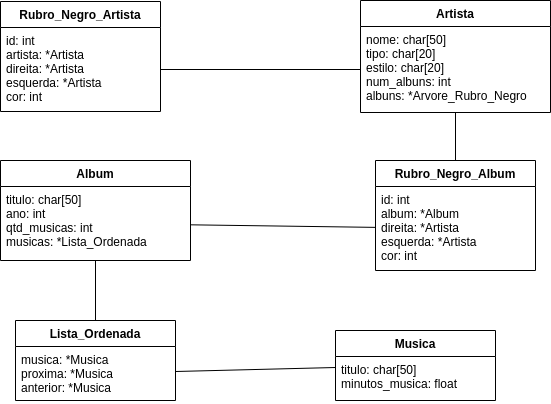 Rubro_Negro_Artista
id: int
artista: *Artista
direita: *Artista
esquerda: *Artista
cor: int
Artista
nome: char[50]
tipo: char[20]
estilo: char[20]
num_albuns: int
albuns: *Arvore_Rubro_Negro
Album
titulo: char[50]
ano: int
qtd_musicas: int
musicas: *Lista_Ordenada
Rubro_Negro_Album
id: int
album: *Album
direita: *Artista
esquerda: *Artista
cor: int
Lista_Ordenada
musica: *Musica
proxima: *Musica
anterior: *Musica
Musica
titulo: char[50]
minutos_musica: float